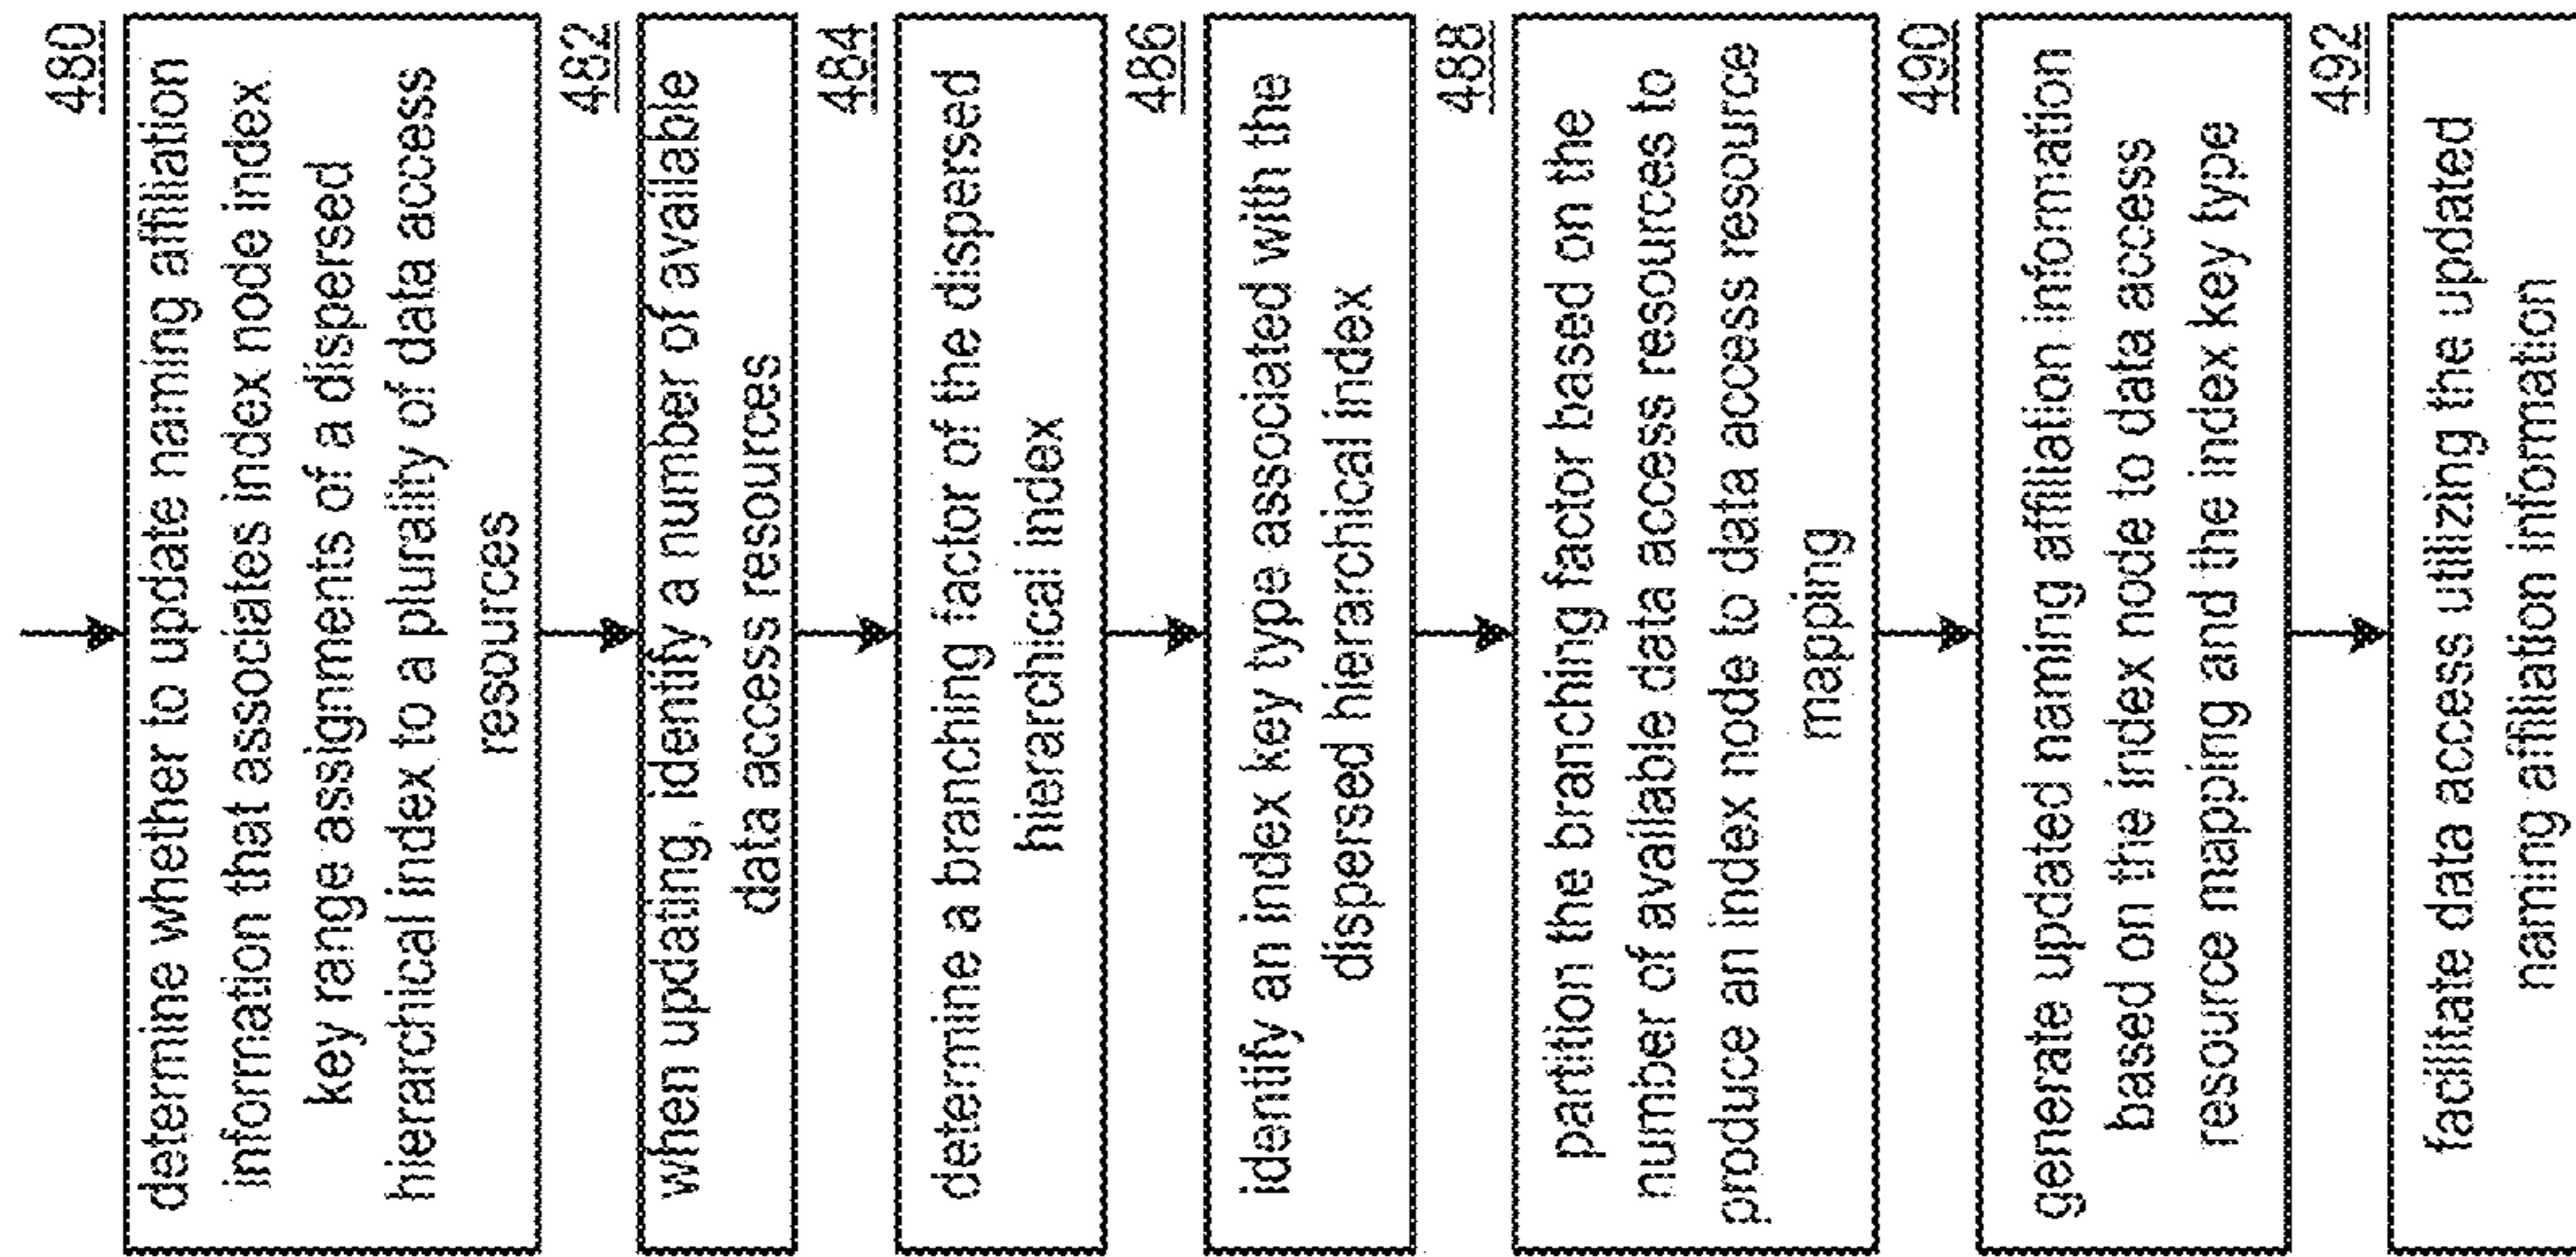 480
determine whether to update naming affiliation
information that associates index node index
key range assignments of a dispersed
hierarchical index to a plurality of data access
resources
482
when updating, identify a number of available
data access resources
484
determine a branching factor of the dispersed
hierarchical index
486
identify an index key type associated with the
dispersed hierarchical index
488
partition the branching factor based on the
number of available data access resources to
produce an index node to data access resource
mapping
490
generate updated naming affiliation information
based on the index node to data access
resource mapping and the index key type
492
facilitate data access utilizing the updated
naming affiliation information